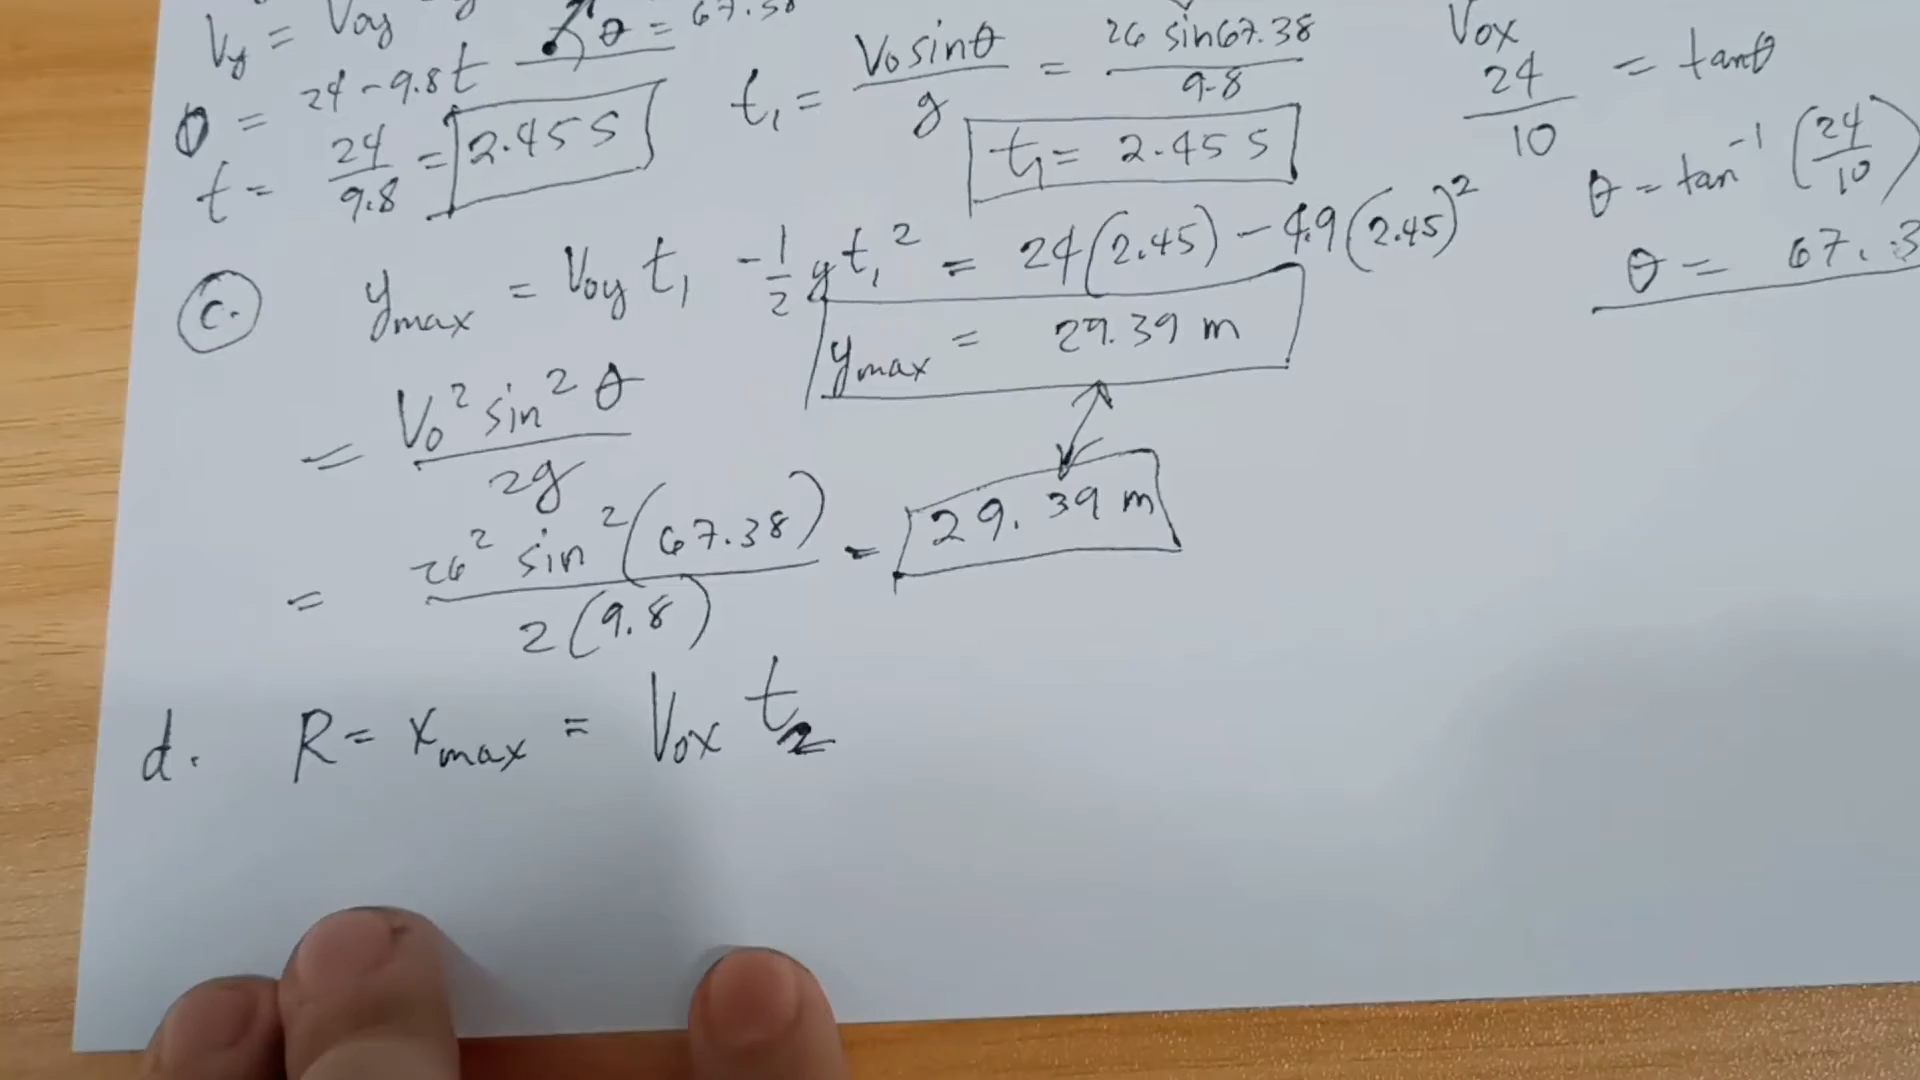 Vy = Voy
θ = 67.38
0 = 24 - 9.8t
t = 24/9.8 = 2.45 s
t₁ = V₀ sinθ / g = 26 sin67.38 / 9.8
t₁ = 2.45 s
Vox
24/10 = tanθ
θ = tan⁻¹ (24/10)
θ = 67.3
c. ymax = Voy t₁ - 1/2 g t₁² = 24(2.45) - 4.9(2.45)²
ymax = 29.39 m
= V₀² sin² θ / 2g
= 26² sin² (67.38) / 2(9.8) = 29.39 m
d. R = xmax = Vox t₂